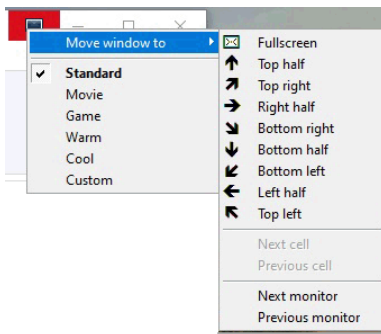 Move window to
Standard
Movie
Game
Warm
Cool
Custom
Fullscreen
Top half
Top right
Right half
Bottom right
Bottom half
Bottom left
Left half
Top left
Next cell
Previous cell
Next monitor
Previous monitor